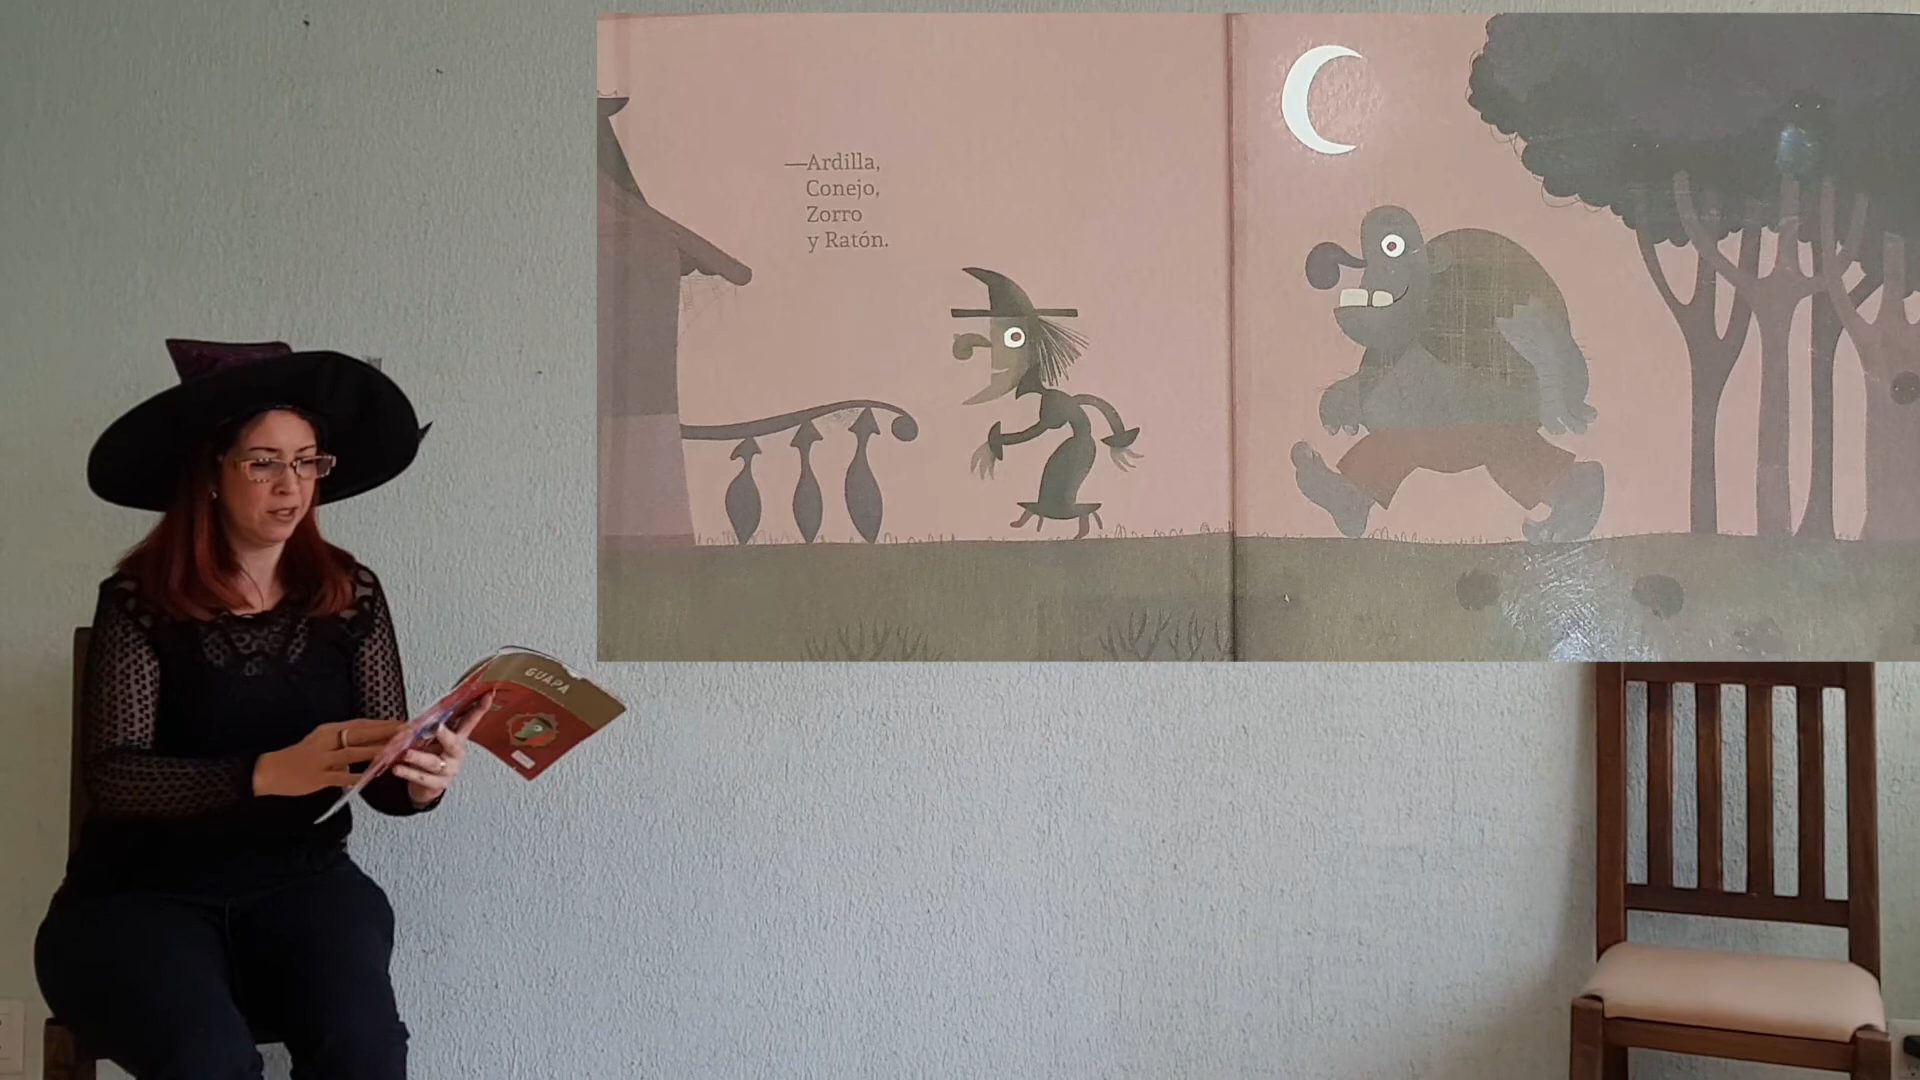 —Ardilla,
Conejo,
Zorro
y Ratón.
GUAPA